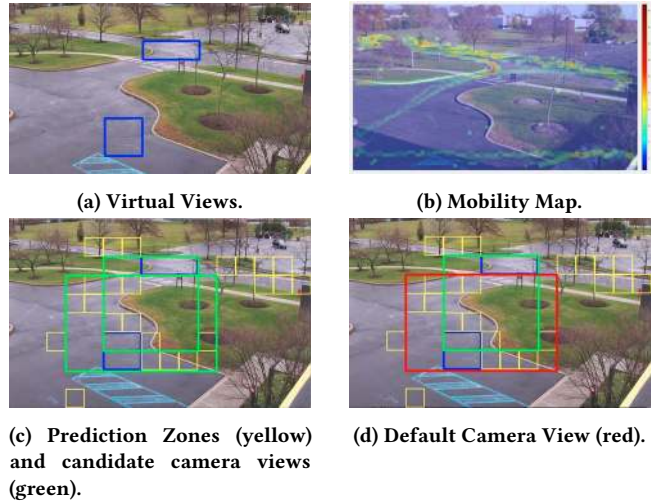 (a) Virtual Views.
(b) Mobility Map.
(c) Prediction Zones (yellow)
and candidate camera views
(green).
(d) Default Camera View (red).